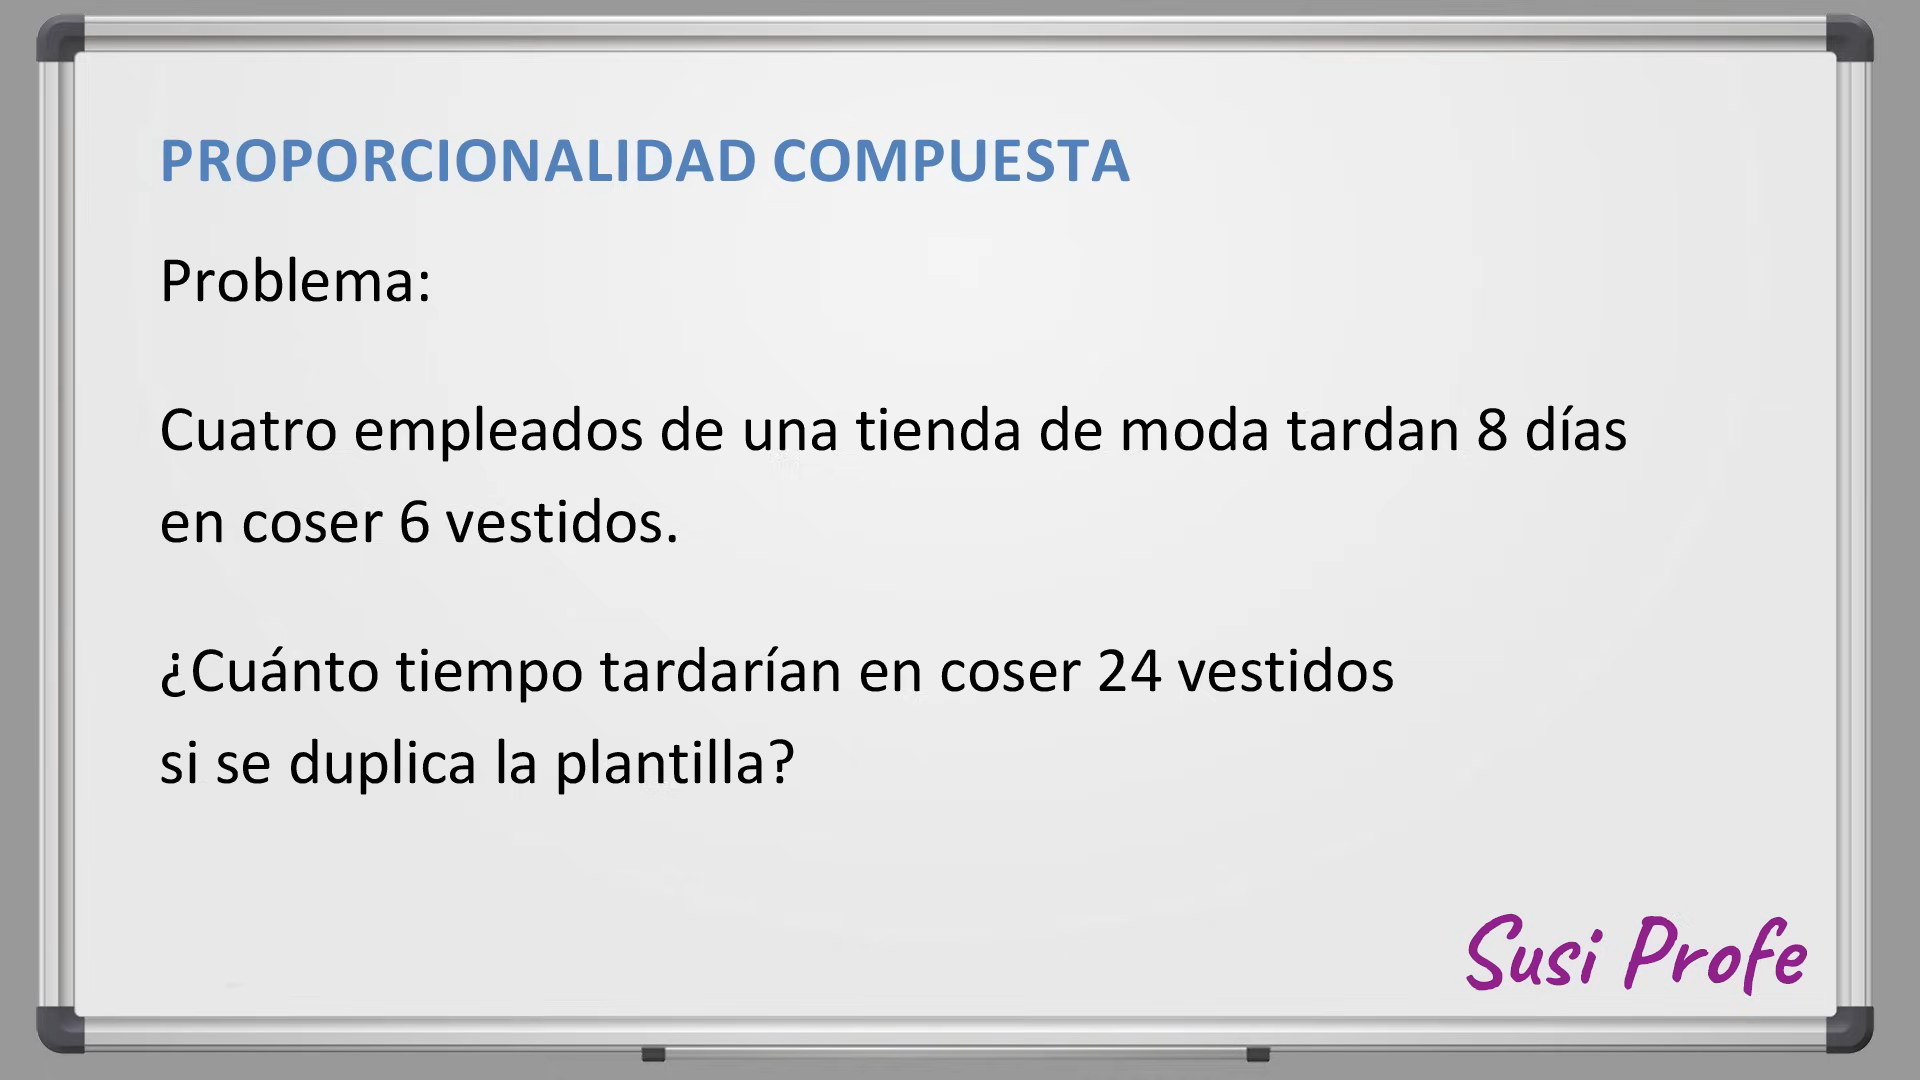 PROPORCIONALIDAD COMPUESTA
Problema:
Cuatro empleados de una tienda de moda tardan 8 días
en coser 6 vestidos.
¿Cuánto tiempo tardarían en coser 24 vestidos
si se duplica la plantilla?
Susi Profe